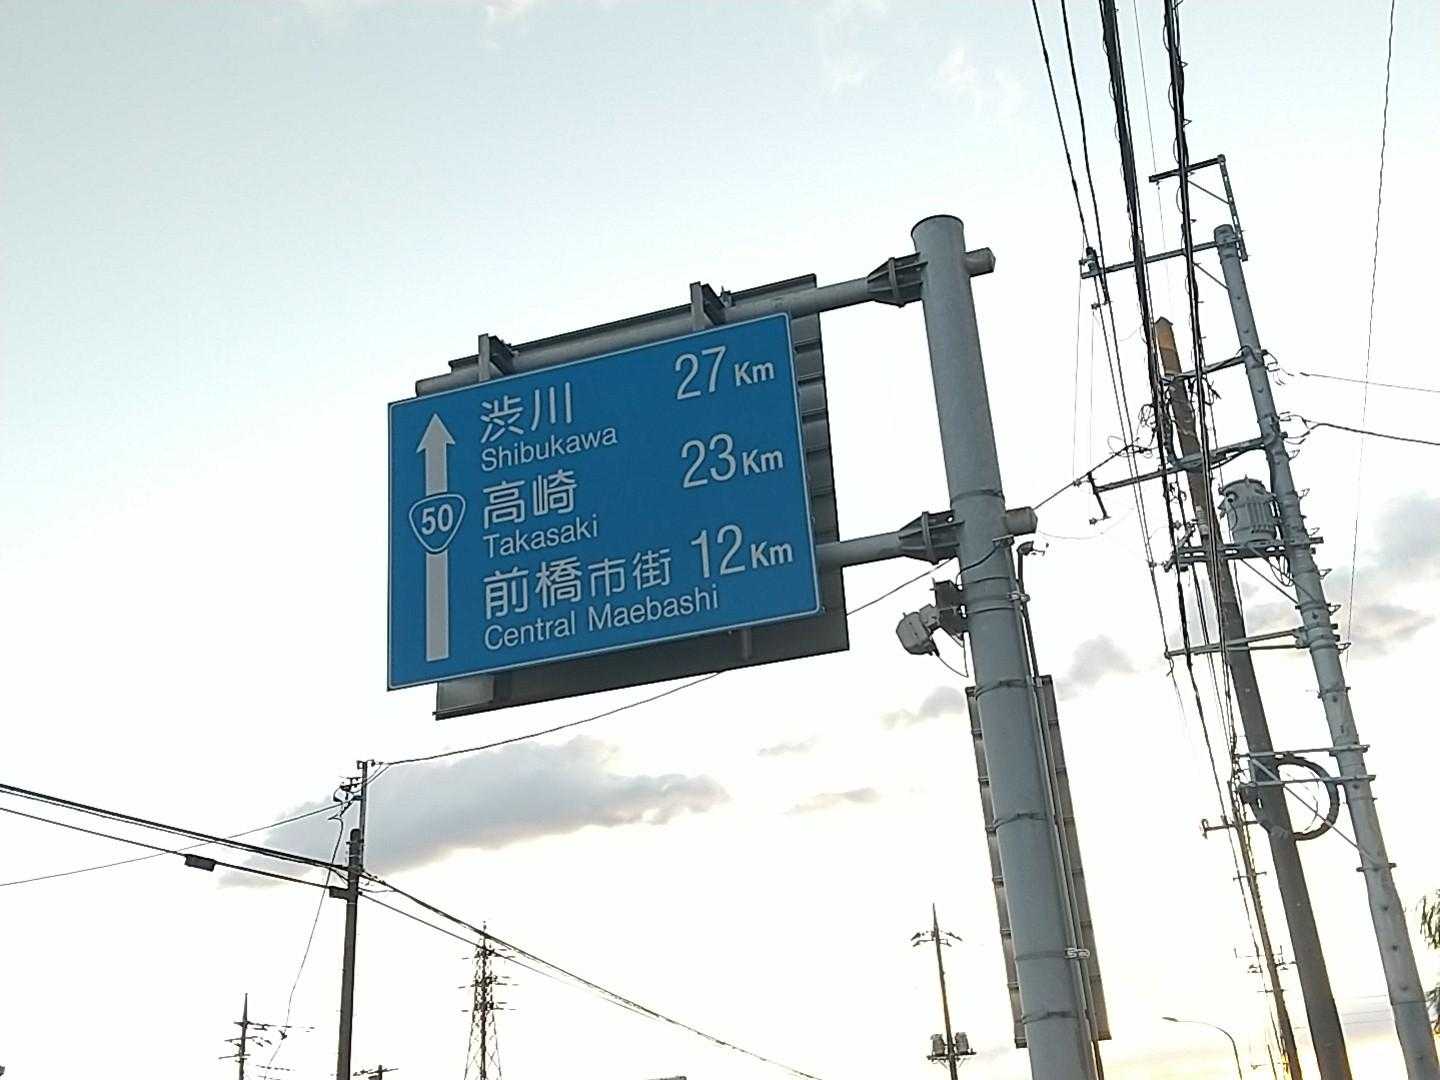 渋川 27Km
Shibukawa
高崎 23Km
Takasaki
50
前橋市街 12Km
Central Maebashi